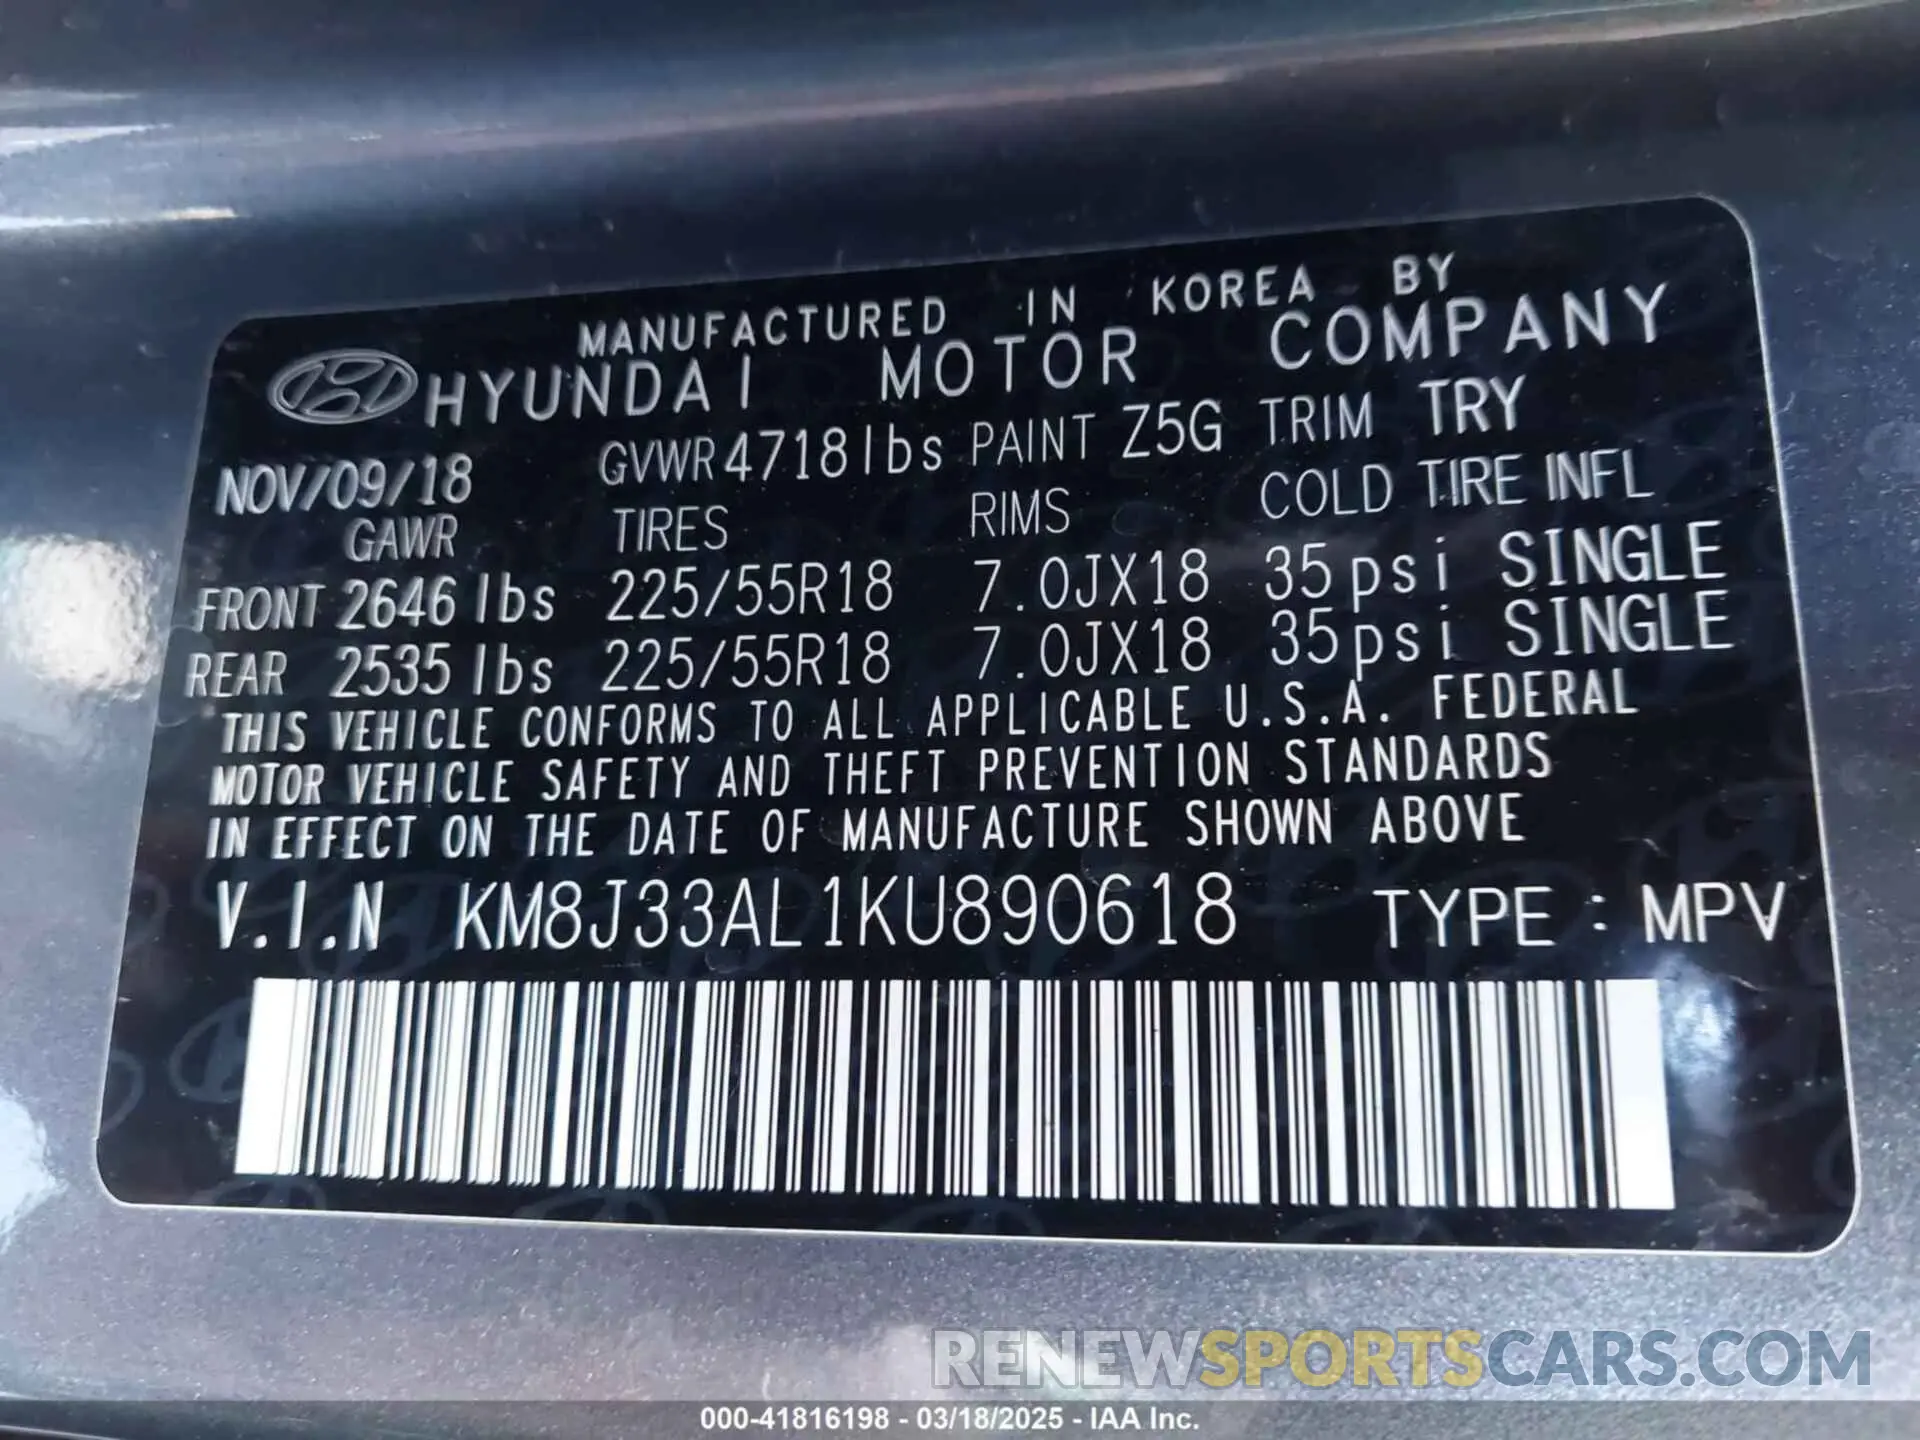 MANUFACTURED IN KOREA BY
HYUNDAI MOTOR COMPANY
NOV/09/18 GVWR 4718lbs PAINT Z5G TRIM TRY
GAWR TIRES RIMS COLD TIRE INFL
FRONT 2646 lbs 225/55R18 7.0JX18 35psi SINGLE
REAR 2535 lbs 225/55R18 7.0JX18 35psi SINGLE
THIS VEHICLE CONFORMS TO ALL APPLICABLE U.S.A. FEDERAL
MOTOR VEHICLE SAFETY AND THEFT PREVENTION STANDARDS
IN EFFECT ON THE DATE OF MANUFACTURE SHOWN ABOVE
V.I.N KM8J33AL1KU890618 TYPE : MPV
RENEWSPORTSCARS.COM
000-41816198 - 03/18/2025 - IAA Inc.